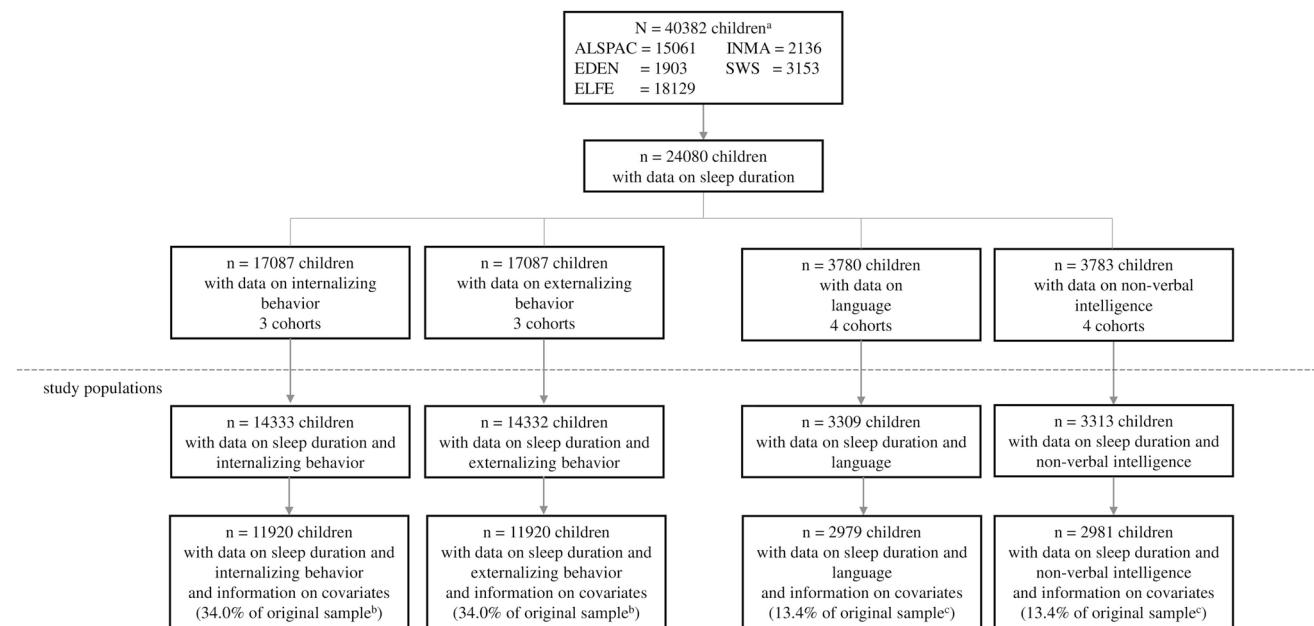 N = 40382 childrenᵃ
ALSPAC = 15061 INMA = 2136
EDEN = 1903 SWS = 3153
ELFE = 18129
n = 24080 children
with data on sleep duration
n = 17087 children
with data on internalizing
behavior
3 cohorts
n = 17087 children
with data on externalizing
behavior
3 cohorts
n = 3780 children
with data on
language
4 cohorts
n = 3783 children
with data on non-verbal
intelligence
4 cohorts
study populations
n = 14333 children
with data on sleep duration and
internalizing behavior
n = 14332 children
with data on sleep duration and
externalizing behavior
n = 3309 children
with data on sleep duration and
language
n = 3313 children
with data on sleep duration and
non-verbal intelligence
n = 11920 children
with data on sleep duration and
internalizing behavior
and information on covariates
(34.0% of original sampleᵇ)
n = 11920 children
with data on sleep duration and
externalizing behavior
and information on covariates
(34.0% of original sampleᵇ)
n = 2979 children
with data on sleep duration and
language
and information on covariates
(13.4% of original sampleᶜ)
n = 2981 children
with data on sleep duration and
non-verbal intelligence
and information on covariates
(13.4% of original sampleᶜ)